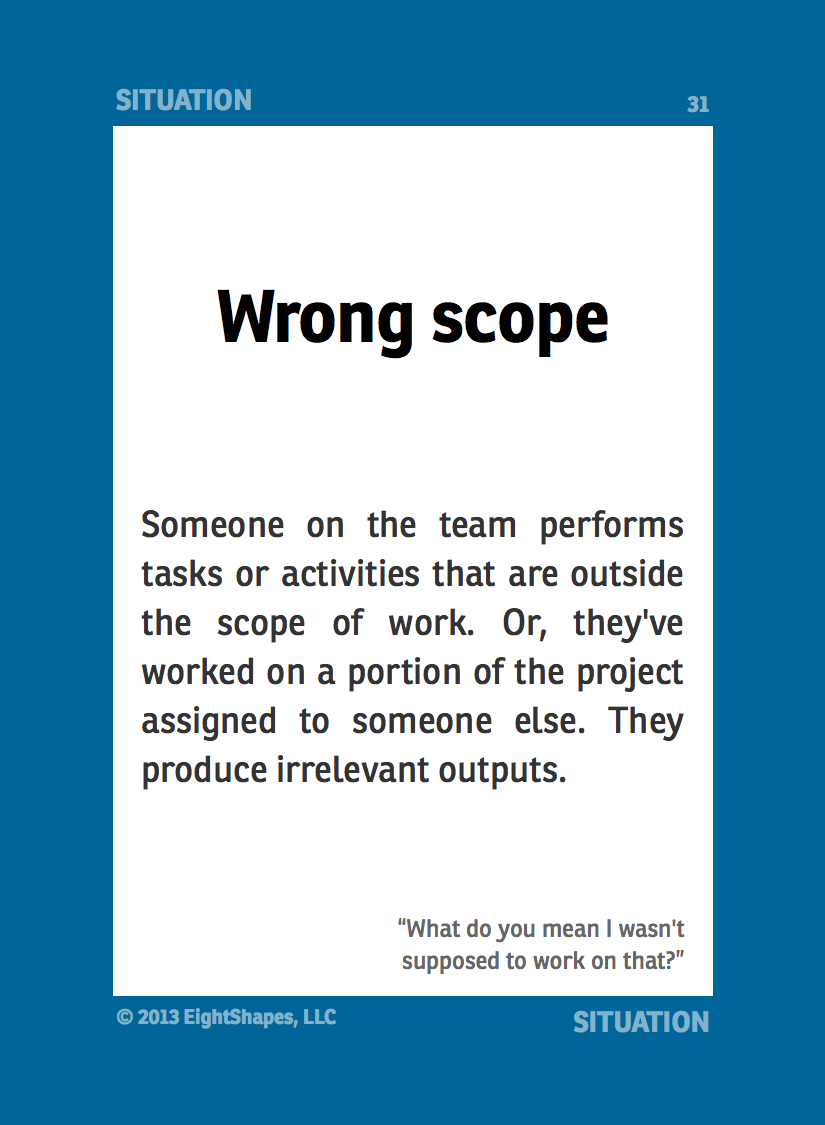 SITUATION
31
Wrong scope
Someone on the team performs
tasks or activities that are outside
the scope of work. Or, they've
worked on a portion of the project
assigned to someone else. They
produce irrelevant outputs.
“What do you mean I wasn't
supposed to work on that?”
© 2013 EightShapes, LLC
SITUATION